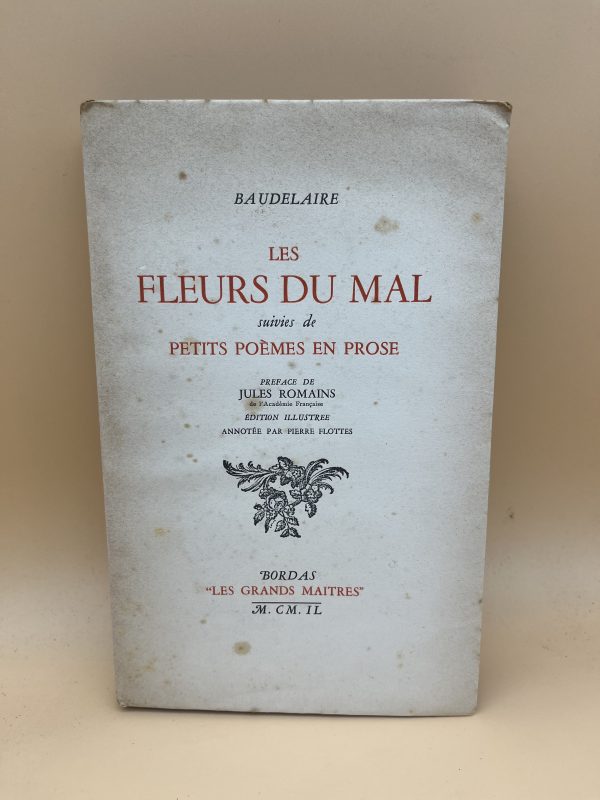 BAUDELAIRE
LES
FLEURS DU MAL
suivies de
PETITS POÈMES EN PROSE
PREFACE DE
JULES ROMAINS
de l'Académie Française
ÉDITION ILLUSTREE
ANNOTÉE PAR PIERRE FLOTTES
BORDAS
"LES GRANDS MAITRES"
M. CM. IL